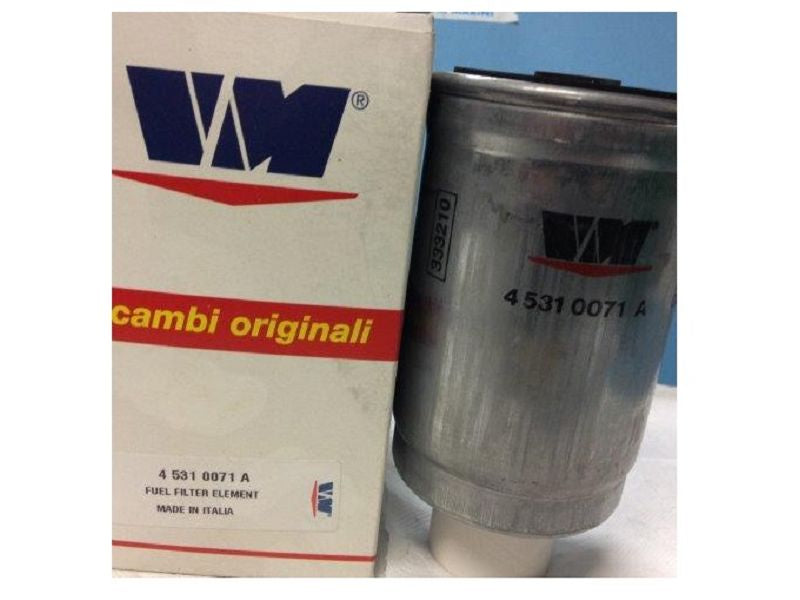 VM®
cambi originali
4 531 0071 A
FUEL FILTER ELEMENT
MADE IN ITALIA
VM
333210
VM
4 531 0071 A